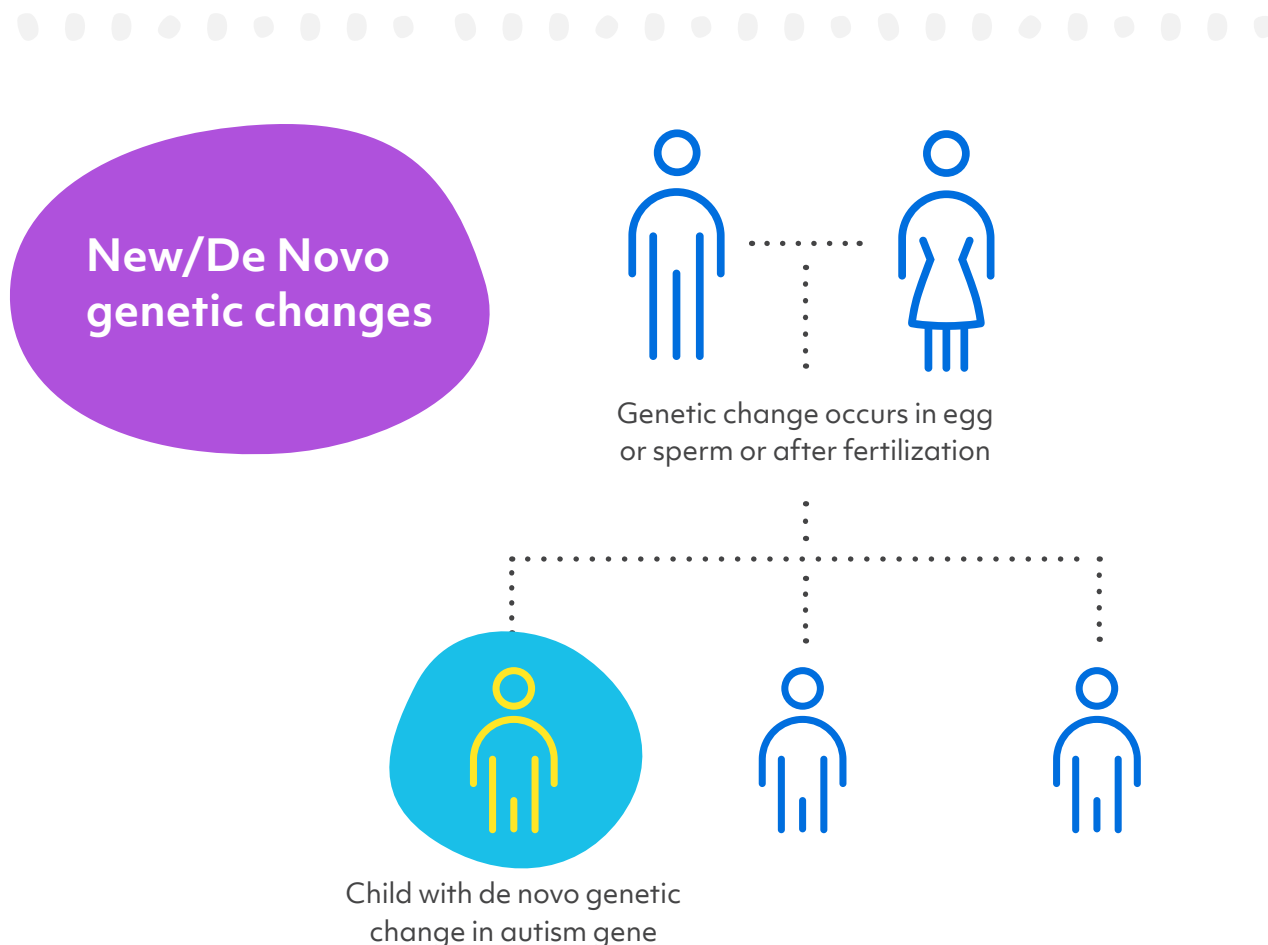 New/De Novo
genetic changes
Genetic change occurs in egg
or sperm or after fertilization
Child with de novo genetic
change in autism gene